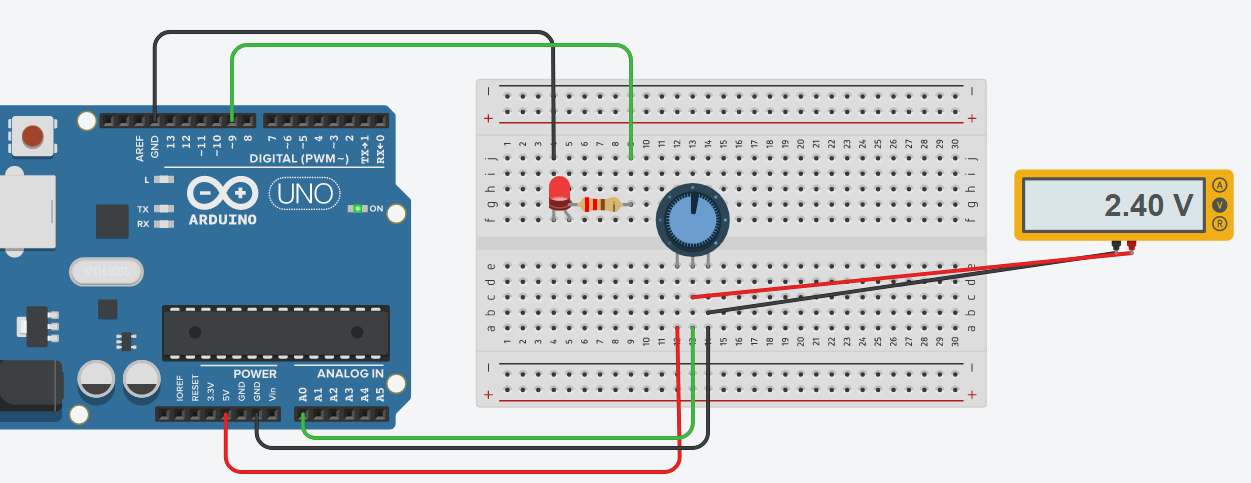 AREF
GND
13
12
~11
~10
~9
8
7
~6
~5
4
~3
2
TX→1
RX←0
DIGITAL (PWM~)
L
TX
RX
ARDUINO
UNO
ON
IOREF
RESET
3.3V
5V
GND
GND
Vin
POWER
ANALOG IN
A0
A1
A2
A3
A4
A5
− −
+ +
1 2 3 4 5 6 7 8 9 10 11 12 13 14 15 16 17 18 19 20 21 22 23 24 25 26 27 28 29 30
j j
i i
h h
g g
f f
e e
d d
c c
b b
a a
1 2 3 4 5 6 7 8 9 10 11 12 13 14 15 16 17 18 19 20 21 22 23 24 25 26 27 28 29 30
− −
+ +
2.40 V
A
V
R